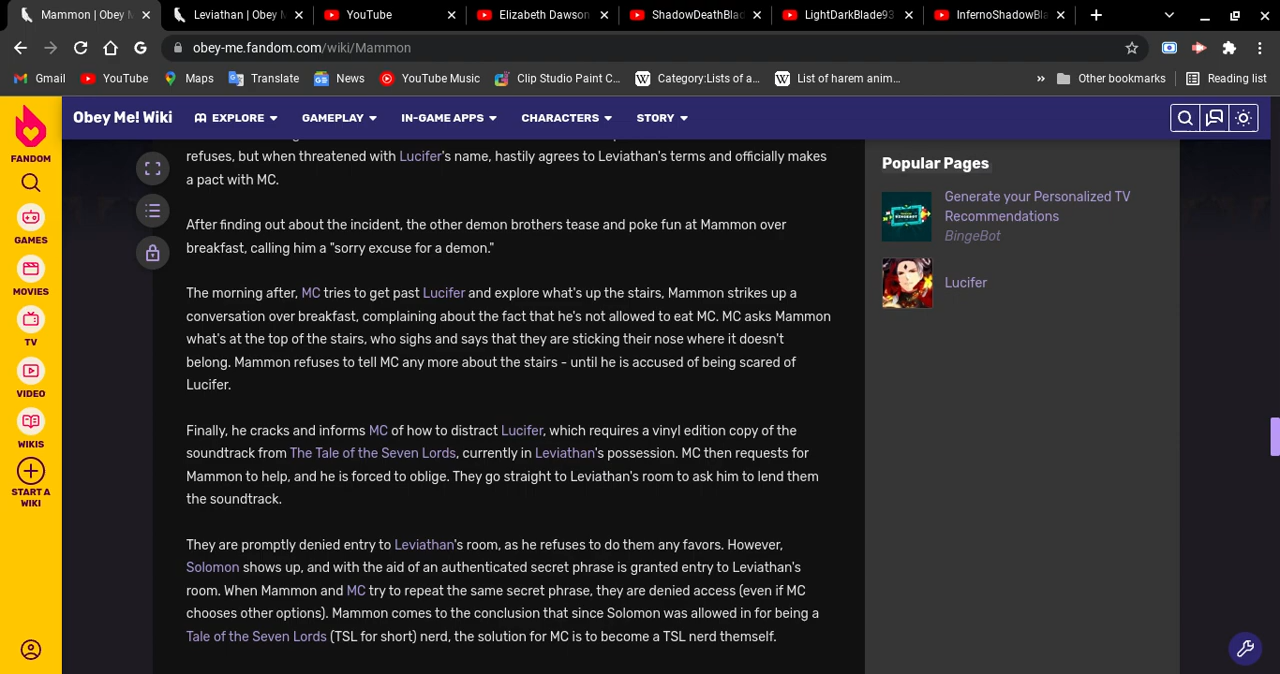 Mammon | Obey M
Leviathan | Obey M
YouTube
Elizabeth Dawson
ShadowDeathBlad
LightDarkBlade93
InfernoShadowBla
obey-me.fandom.com/wiki/Mammon
Gmail
YouTube
Maps
Translate
News
YouTube Music
Clip Studio Paint C...
Category:Lists of a...
List of harem anim...
»
Other bookmarks
Reading list
FANDOM
GAMES
MOVIES
TV
VIDEO
WIKIS
START A
WIKI
Obey Me! Wiki
EXPLORE
GAMEPLAY
IN-GAME APPS
CHARACTERS
STORY
refuses, but when threatened with Lucifer's name, hastily agrees to Leviathan's terms and officially makes
a pact with MC.
After finding out about the incident, the other demon brothers tease and poke fun at Mammon over
breakfast, calling him a "sorry excuse for a demon."
The morning after, MC tries to get past Lucifer and explore what's up the stairs, Mammon strikes up a
conversation over breakfast, complaining about the fact that he's not allowed to eat MC. MC asks Mammon
what's at the top of the stairs, who sighs and says that they are sticking their nose where it doesn't
belong. Mammon refuses to tell MC any more about the stairs - until he is accused of being scared of
Lucifer.
Finally, he cracks and informs MC of how to distract Lucifer, which requires a vinyl edition copy of the
soundtrack from The Tale of the Seven Lords, currently in Leviathan's possession. MC then requests for
Mammon to help, and he is forced to oblige. They go straight to Leviathan's room to ask him to lend them
the soundtrack.
They are promptly denied entry to Leviathan's room, as he refuses to do them any favors. However,
Solomon shows up, and with the aid of an authenticated secret phrase is granted entry to Leviathan's
room. When Mammon and MC try to repeat the same secret phrase, they are denied access (even if MC
chooses other options). Mammon comes to the conclusion that since Solomon was allowed in for being a
Tale of the Seven Lords (TSL for short) nerd, the solution for MC is to become a TSL nerd themself.
Popular Pages
Generate your Personalized TV
Recommendations
BingeBot
Lucifer